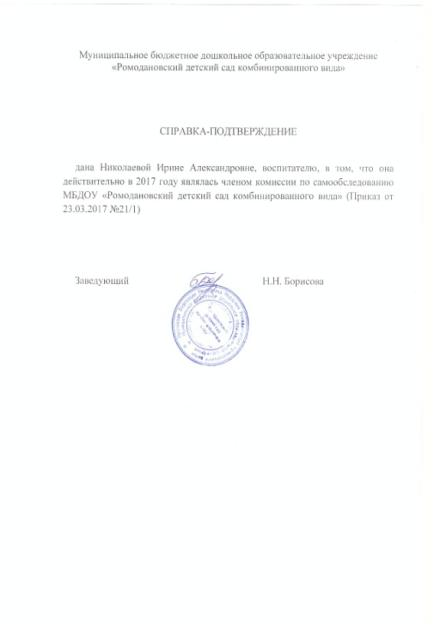 Муниципальное бюджетное дошкольное образовательное учреждение
«Ромодановский детский сад комбинированного вида»
СПРАВКА-ПОДТВЕРЖДЕНИЕ
дана Николаевой Ирине Александровне, воспитателю, в том, что она
действительно в 2017 году являлась членом комиссии по самообследованию
МБДОУ «Ромодановский детский сад комбинированного вида» (Приказ от
23.03.2017 №21/1)
Заведующий Н.Н. Борисова